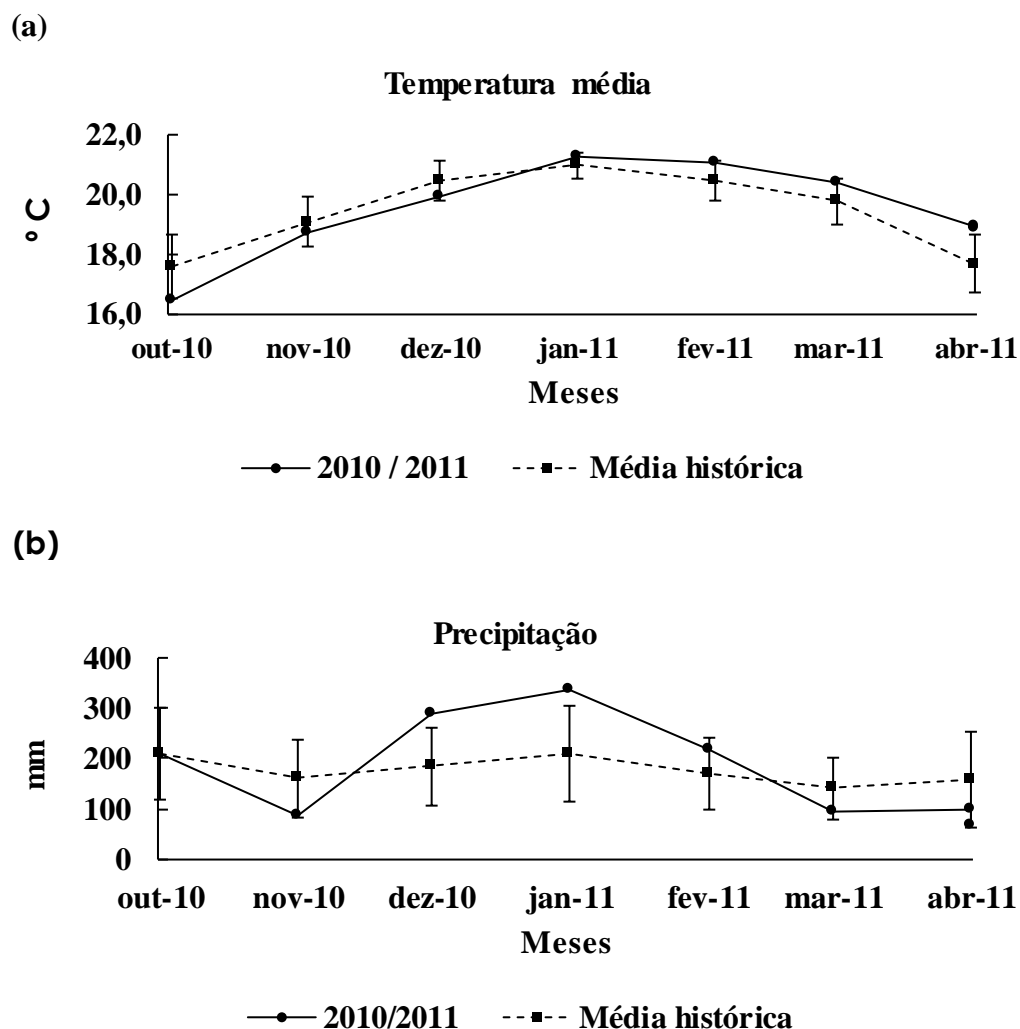 (a)
Temperatura média
22,0
20,0
18,0
16,0
º C
out-10 nov-10 dez-10 jan-11 fev-11 mar-11 abr-11
Meses
2010 / 2011 Média histórica
(b)
Precipitação
400
300
200
100
0
mm
out-10 nov-10 dez-10 jan-11 fev-11 mar-11 abr-11
Meses
2010/2011 Média histórica